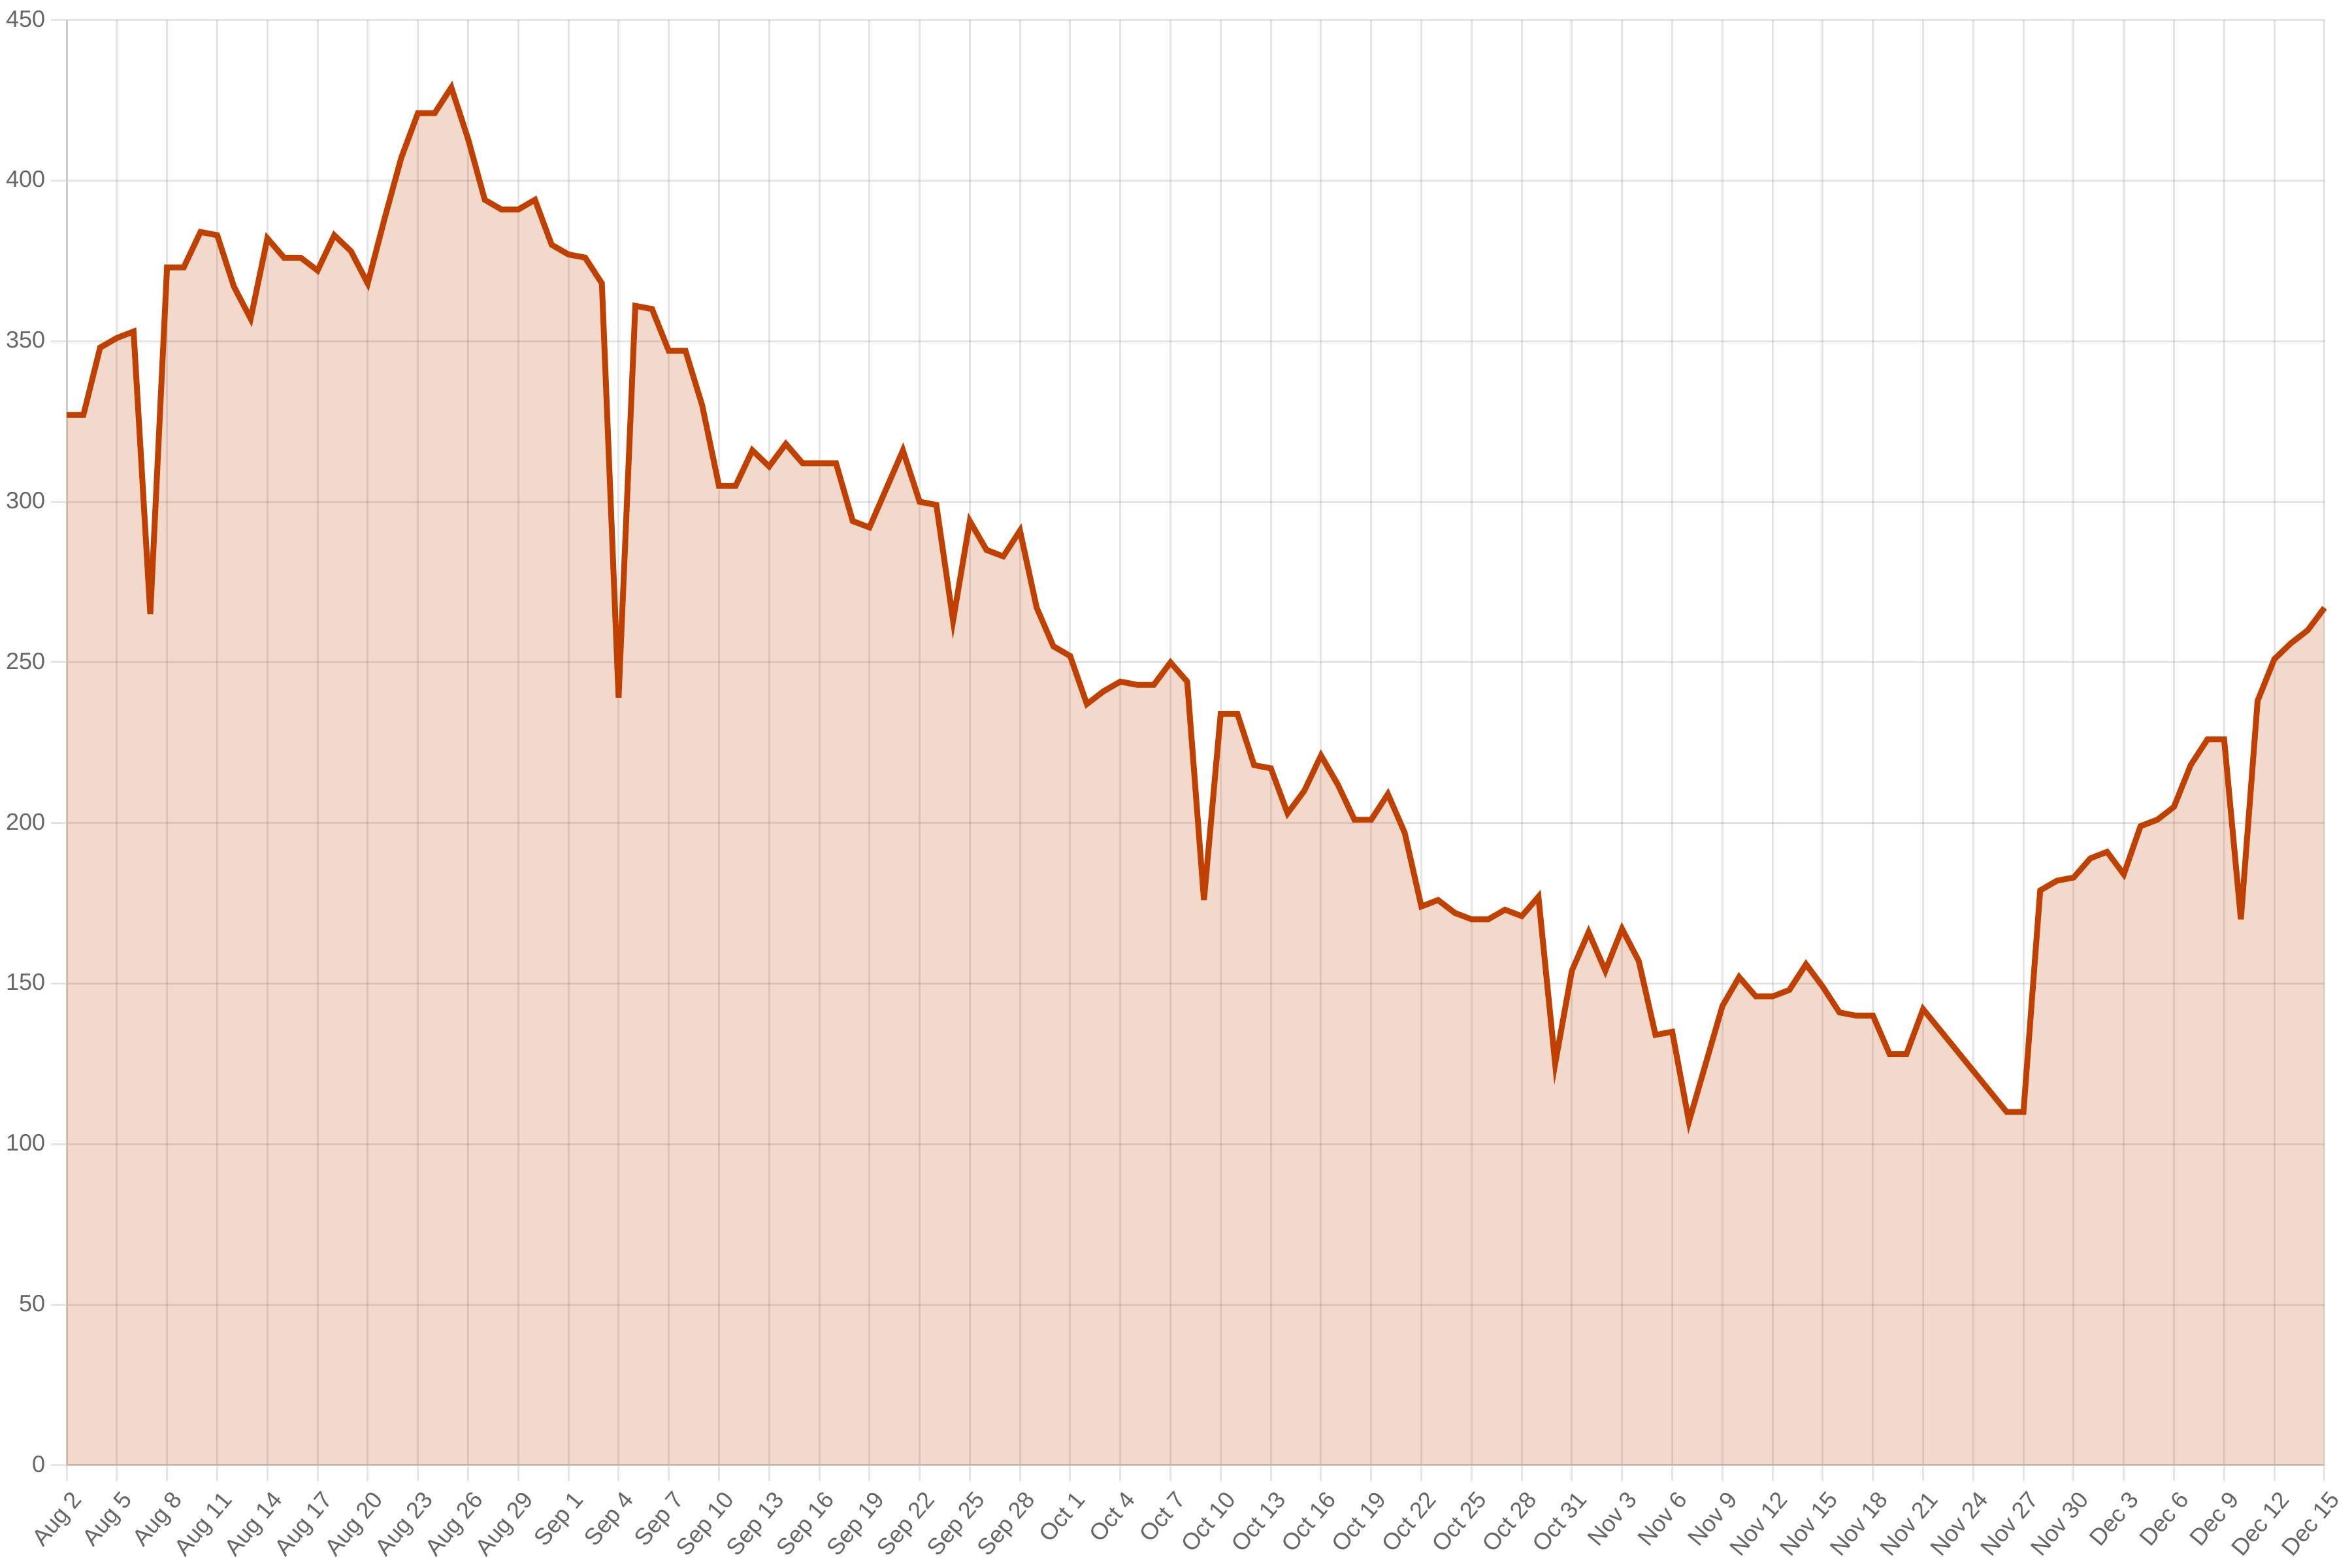 450
400
350
300
250
200
150
100
50
0
Aug 2
Aug 5
Aug 8
Aug 11
Aug 14
Aug 17
Aug 20
Aug 23
Aug 26
Aug 29
Sep 1
Sep 4
Sep 7
Sep 10
Sep 13
Sep 16
Sep 19
Sep 22
Sep 25
Sep 28
Oct 1
Oct 4
Oct 7
Oct 10
Oct 13
Oct 16
Oct 19
Oct 22
Oct 25
Oct 28
Oct 31
Nov 3
Nov 6
Nov 9
Nov 12
Nov 15
Nov 18
Nov 21
Nov 24
Nov 27
Nov 30
Dec 3
Dec 6
Dec 9
Dec 12
Dec 15